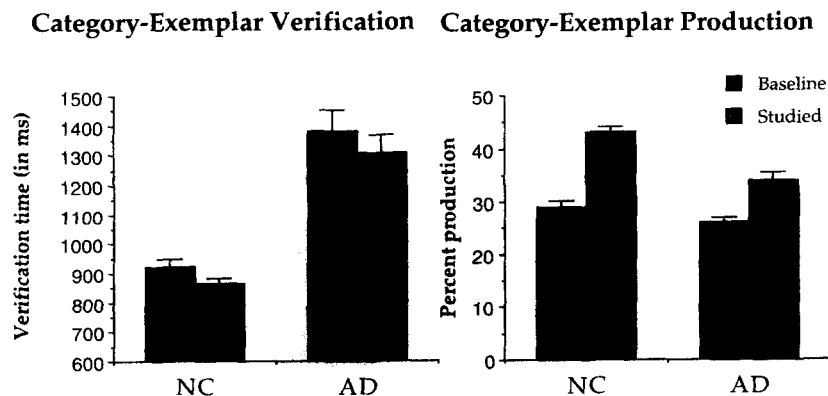 Category-Exemplar Verification
Verification time (in ms)
1500
1400
1300
1200
1100
1000
900
800
700
600
NC
AD
Category-Exemplar Production
Percent production
50
40
30
20
10
0
Baseline
Studied
NC
AD